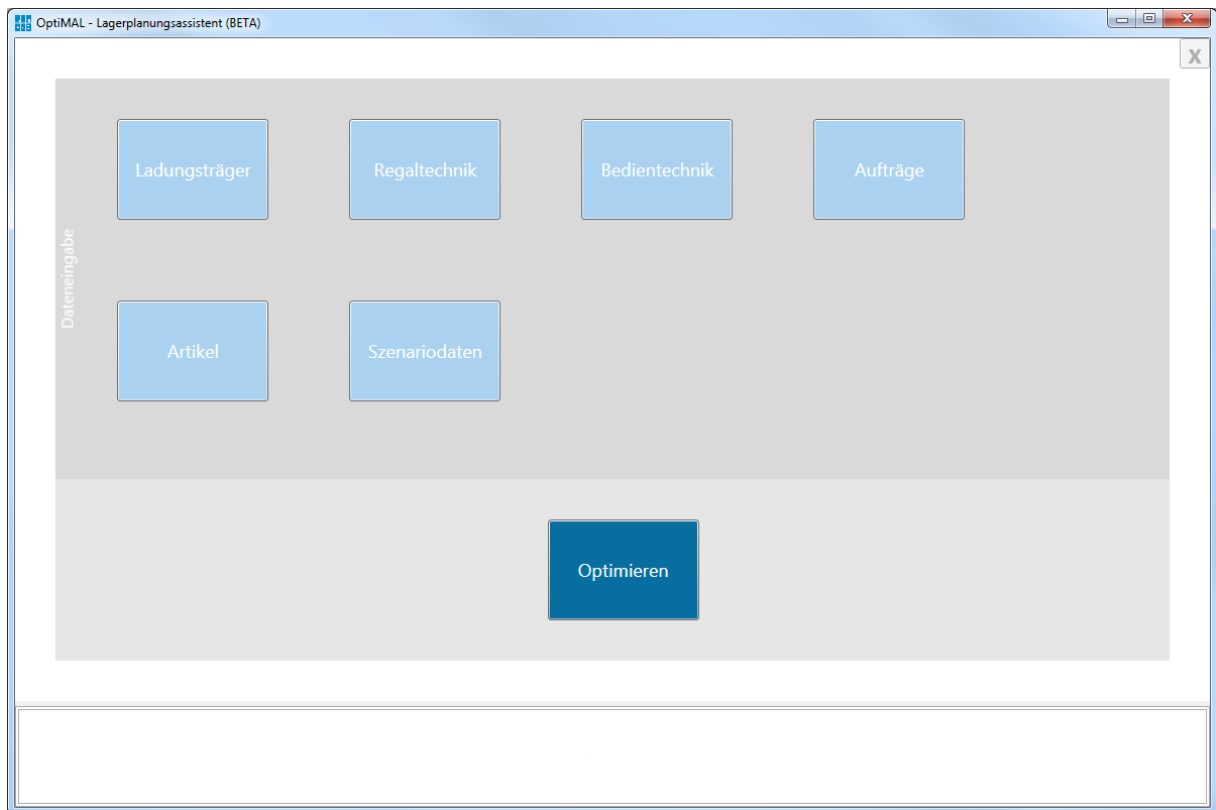 OptiMAL - Lagerplanungsassistent (BETA)
X
Ladungsträger
Regaltechnik
Bedientechnik
Aufträge
Dateneingabe
Artikel
Szenariodaten
Optimieren